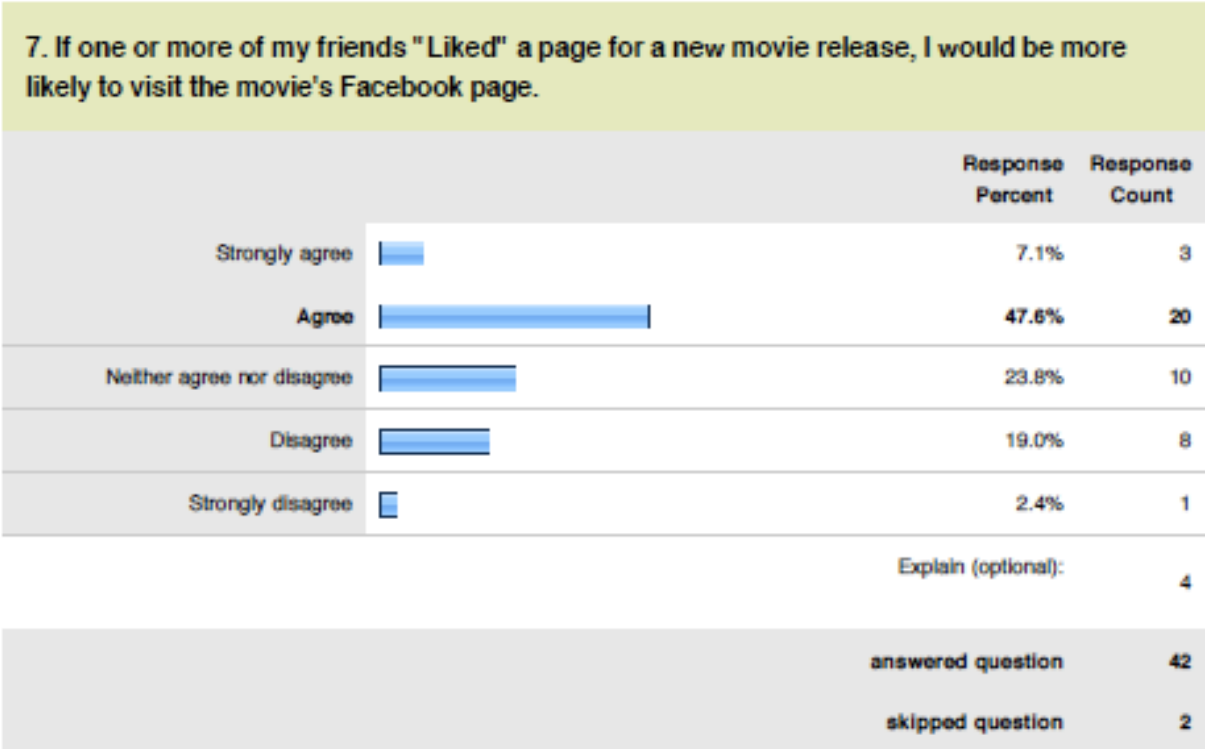 7. If one or more of my friends "Liked" a page for a new movie release, I would be more
likely to visit the movie's Facebook page.
Response Percent Response Count
Strongly agree 7.1% 3
Agree 47.6% 20
Neither agree nor disagree 23.8% 10
Disagree 19.0% 8
Strongly disagree 2.4% 1
Explain (optional): 4
answered question 42
skipped question 2